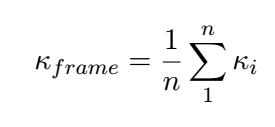 κ_{frame} = \frac{1}{n} \sum_{1}^{n} κ_i